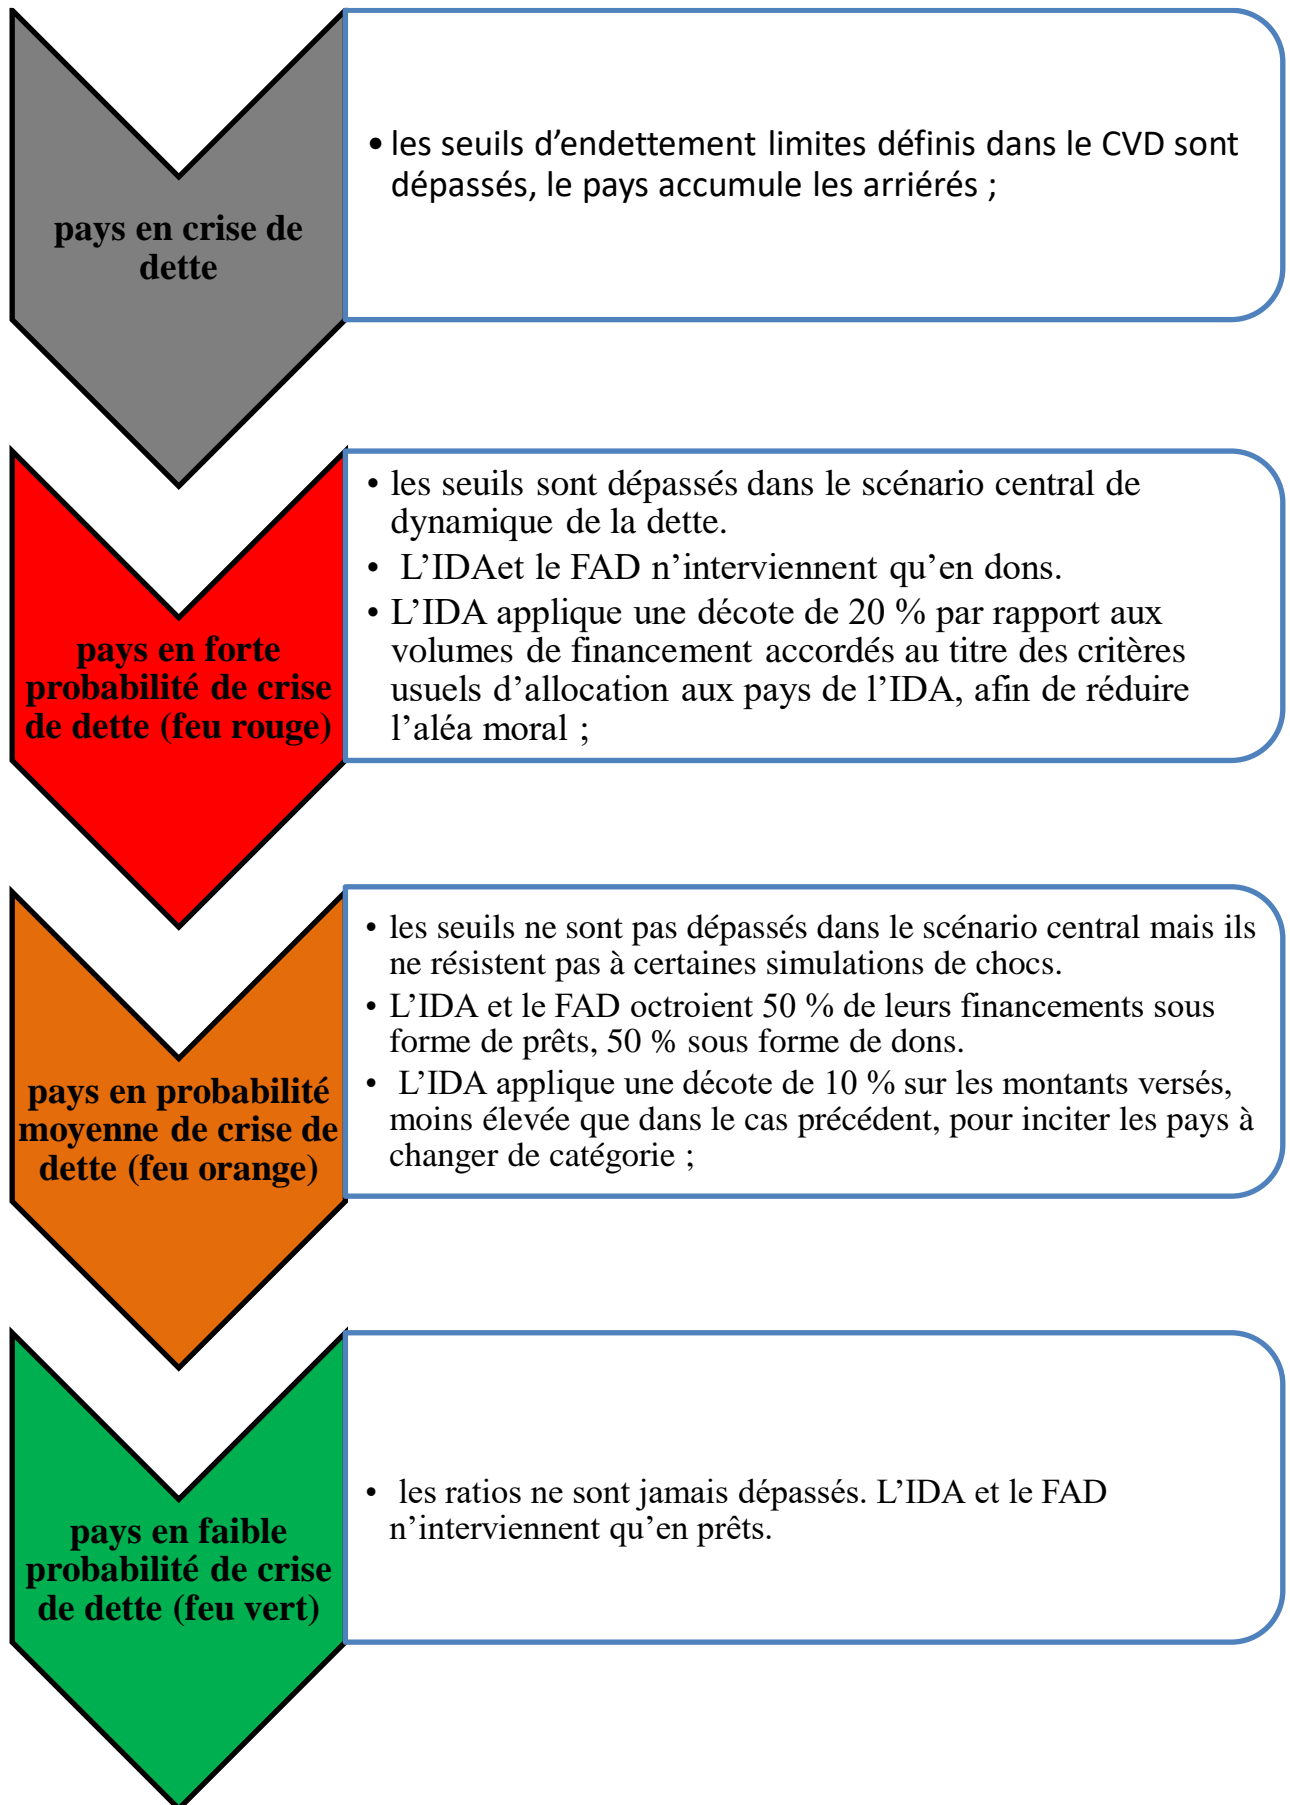 pays en crise de
dette
• les seuils d'endettement limites définis dans le CVD sont
dépassés, le pays accumule les arriérés ;
pays en forte
probabilité de crise
de dette (feu rouge)
• les seuils sont dépassés dans le scénario central de
dynamique de la dette.
• L'IDAet le FAD n'interviennent qu'en dons.
• L'IDA applique une décote de 20 % par rapport aux
volumes de financement accordés au titre des critères
usuels d'allocation aux pays de l'IDA, afin de réduire
l'aléa moral ;
pays en probabilité
moyenne de crise de
dette (feu orange)
• les seuils ne sont pas dépassés dans le scénario central mais ils
ne résistent pas à certaines simulations de chocs.
• L'IDA et le FAD octroient 50 % de leurs financements sous
forme de prêts, 50 % sous forme de dons.
• L'IDA applique une décote de 10 % sur les montants versés,
moins élevée que dans le cas précédent, pour inciter les pays à
changer de catégorie ;
pays en faible
probabilité de crise
de dette (feu vert)
• les ratios ne sont jamais dépassés. L'IDA et le FAD
n'interviennent qu'en prêts.